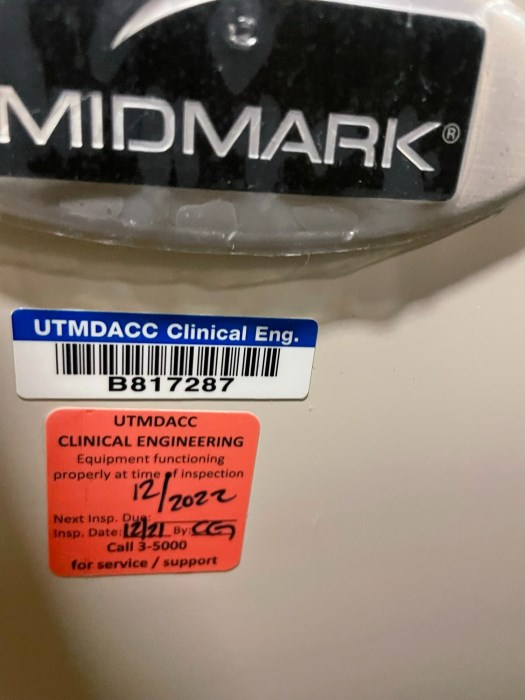 MIDMARK®
UTMDACC Clinical Eng.
B817287
UTMDACC
CLINICAL ENGINEERING
Equipment functioning
properly at time of inspection
12/2022
Next Insp. Due:
Insp. Date: 12/21 By: CG
Call 3-5000
for service / support